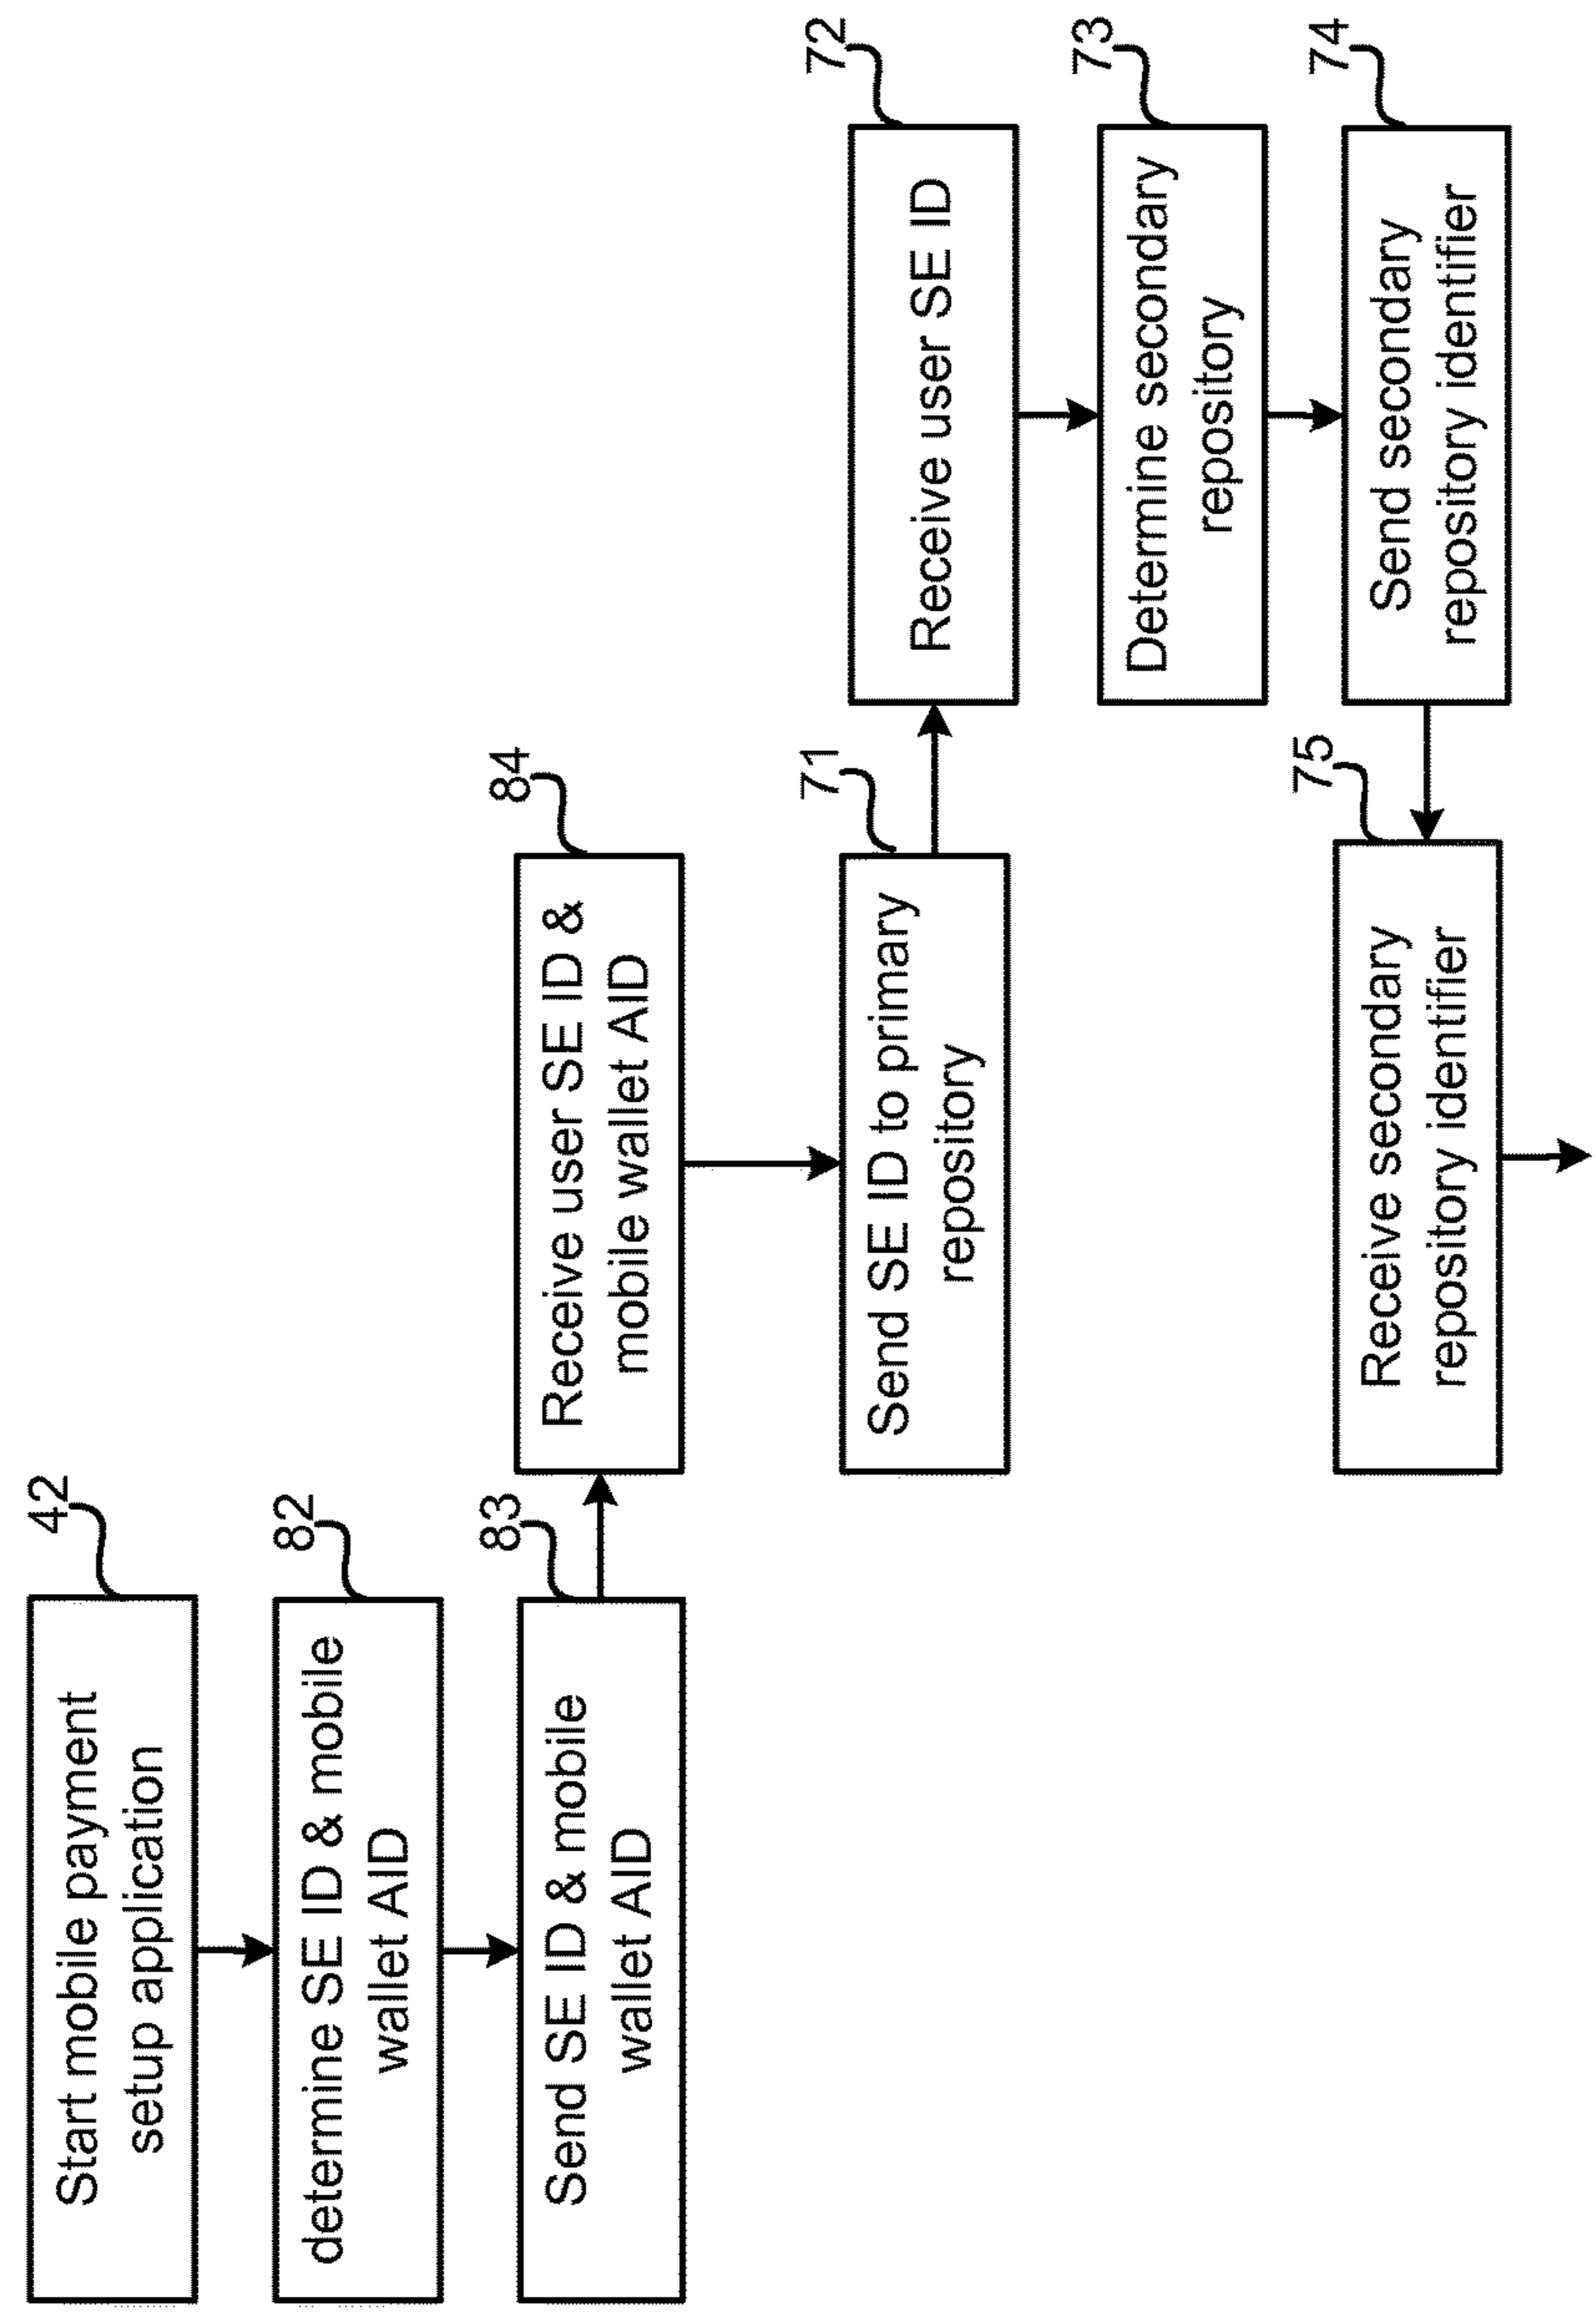 42
Start mobile payment
setup application
82
determine SE ID & mobile
wallet AID
83
Send SE ID & mobile
wallet AID
84
Receive user SE ID &
mobile wallet AID
71
Send SE ID to primary
repository
72
Receive user SE ID
73
Determine secondary
repository
74
Send secondary
repository identifier
75
Receive secondary
repository identifier